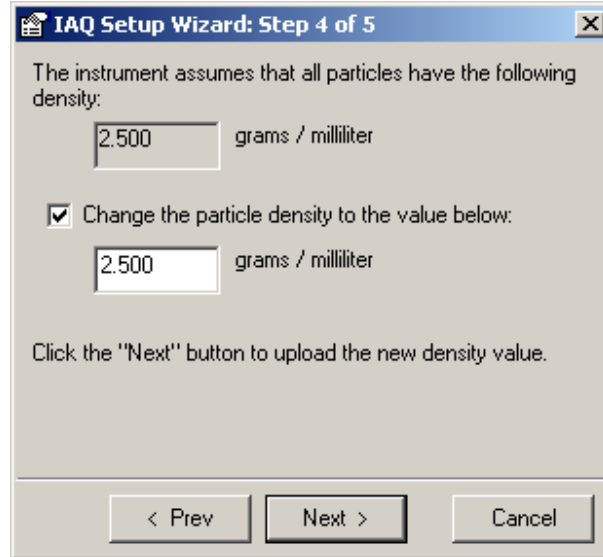 IAQ Setup Wizard: Step 4 of 5
The instrument assumes that all particles have the following
density:
2.500 grams / milliliter
Change the particle density to the value below:
2.500 grams / milliliter
Click the "Next" button to upload the new density value.
< Prev Next > Cancel